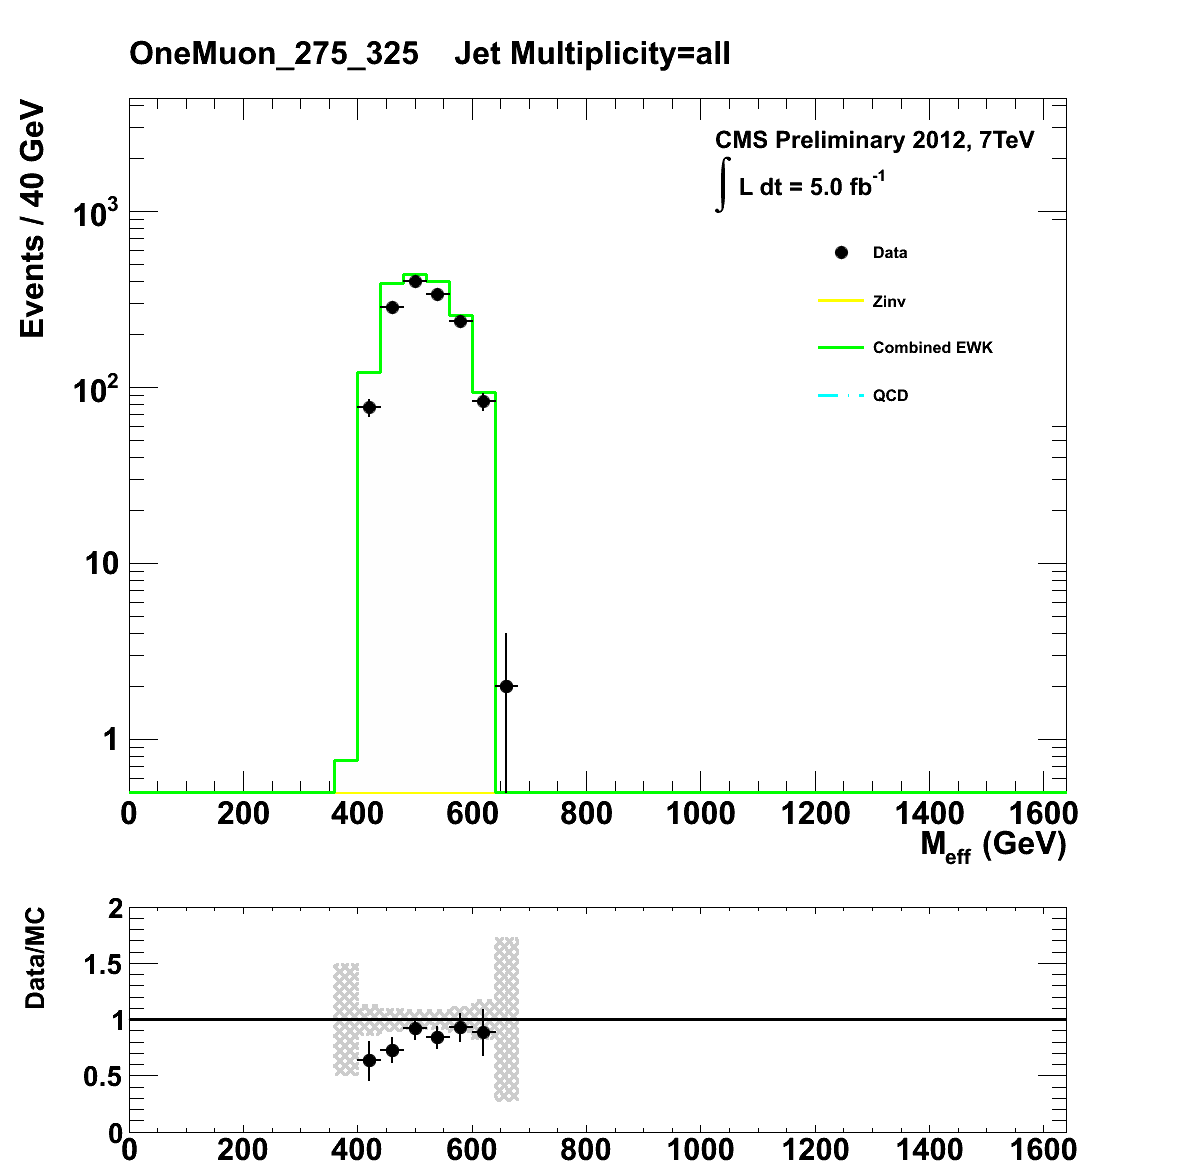 OneMuon_275_325 Jet Multiplicity=all
Events / 40 GeV
CMS Preliminary 2012, 7TeV
∫ L dt = 5.0 fb⁻¹
Data
Zinv
Combined EWK
QCD
10³
10²
10
1
0 200 400 600 800 1000 1200 1400 1600
M_eff (GeV)
Data/MC
2
1.5
1
0.5
0
0 200 400 600 800 1000 1200 1400 1600